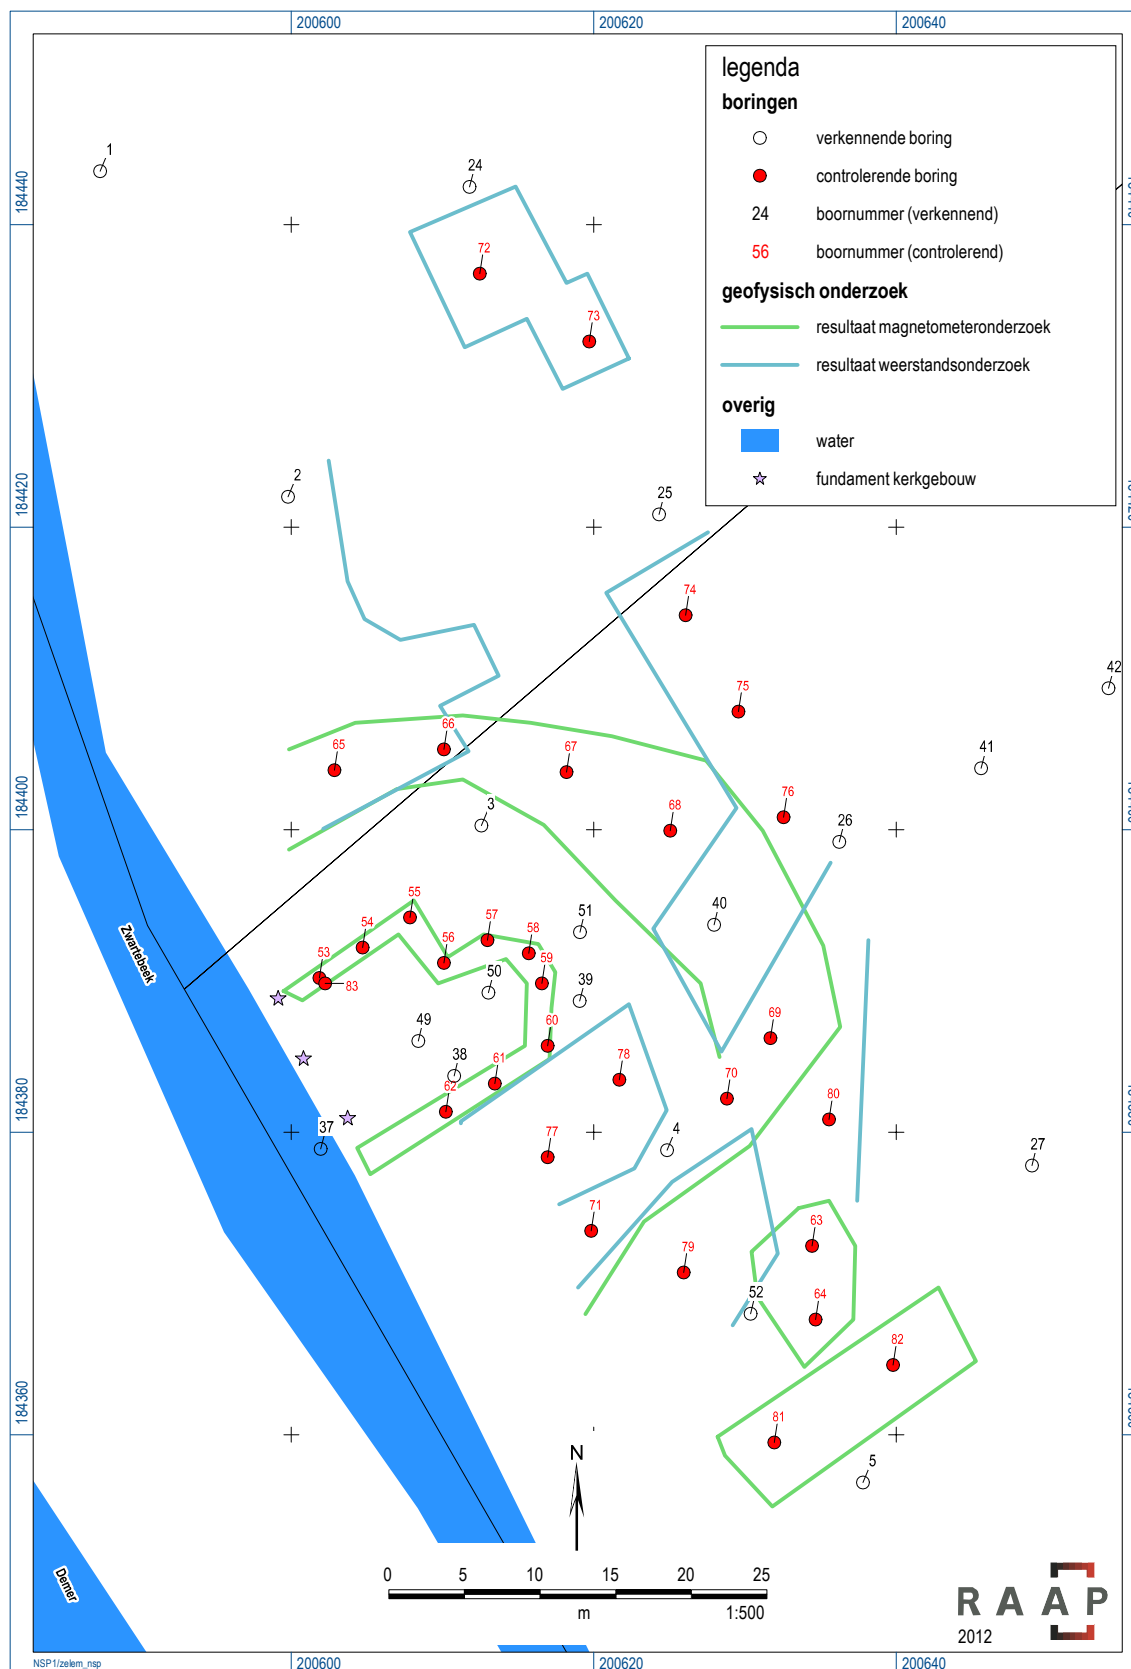 200600 200620 200640
legenda
boringen
verkennende boring
controlerende boring
24 boornummer (verkennend)
56 boornummer (controlerend)
geofysisch onderzoek
resultaat magnetometeronderzoek
resultaat weerstandsonderzoek
overig
water
fundament kerkgebouw
1
24
184440
72
73
2
25
184420
74
75
42
66
65
67
41
3
68
76
26
184400
55
54
57
58
51
40
56
53
59
83
50
39
Zwartebeek
49
60
69
38
61
78
70
62
80
184380
37
77
4
27
71
63
79
52
64
82
184360
81
5
N
0 5 10 15 20 25
m 1:500
Demer
RAAP
2012
NSP1/zelem_nsp
200600 200620 200640